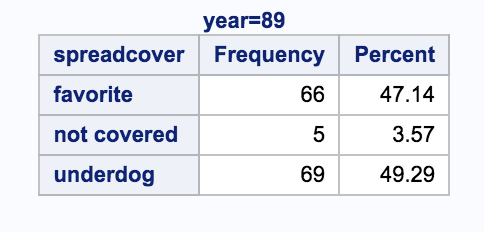 year=89
spreadcover Frequency Percent
favorite 66 47.14
not covered 5 3.57
underdog 69 49.29